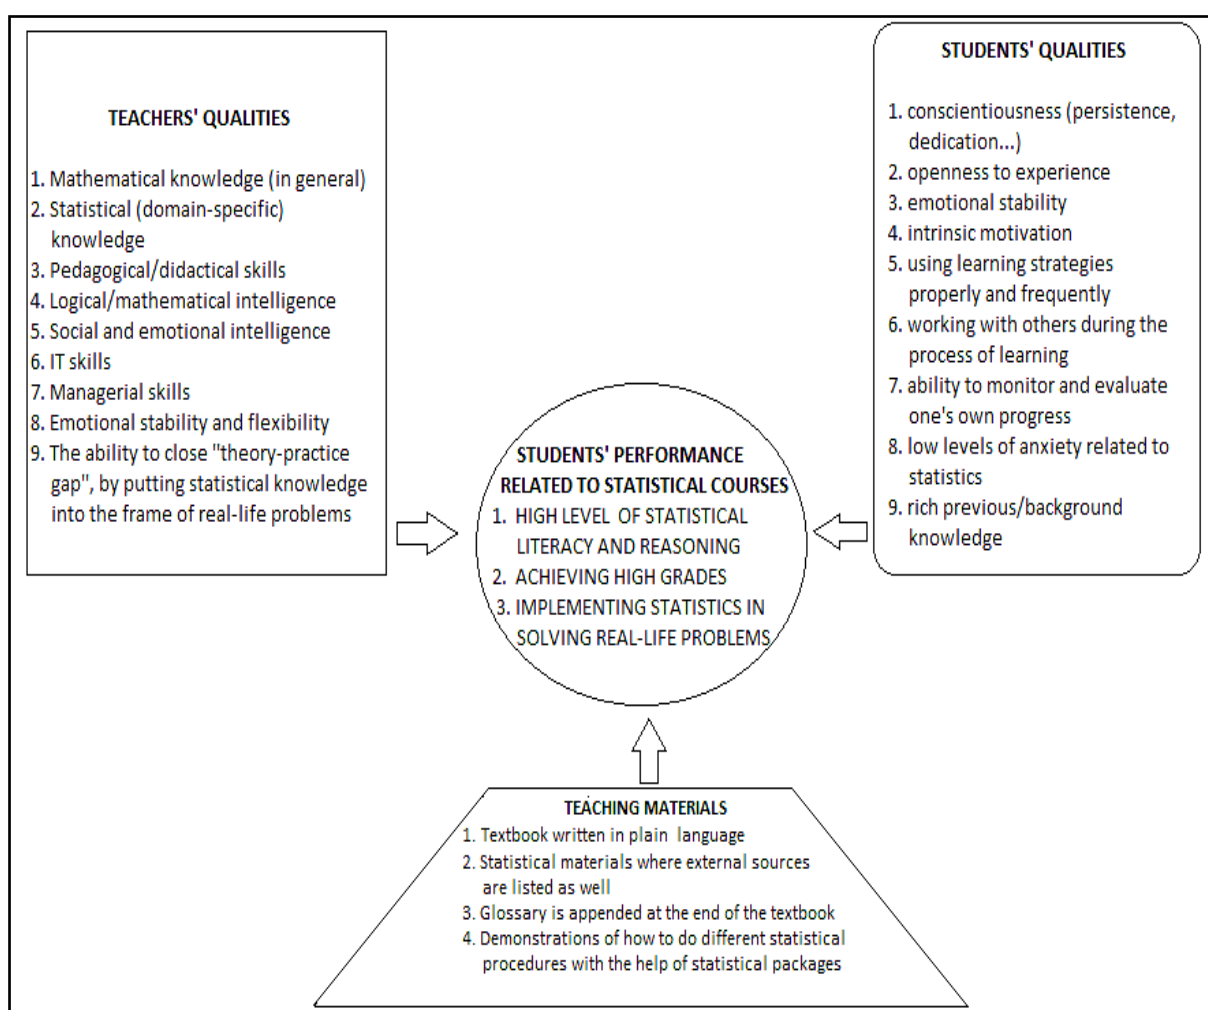 TEACHERS' QUALITIES
1. Mathematical knowledge (in general)
2. Statistical (domain-specific)
knowledge
3. Pedagogical/didactical skills
4. Logical/mathematical intelligence
5. Social and emotional intelligence
6. IT skills
7. Managerial skills
8. Emotional stability and flexibility
9. The ability to close "theory-practice
gap", by putting statistical knowledge
into the frame of real-life problems
STUDENTS' QUALITIES
1. conscientiousness (persistence,
dedication...)
2. openness to experience
3. emotional stability
4. intrinsic motivation
5. using learning strategies
properly and frequently
6. working with others during the
process of learning
7. ability to monitor and evaluate
one's own progress
8. low levels of anxiety related to
statistics
9. rich previous/background
knowledge
STUDENTS' PERFORMANCE
RELATED TO STATISTICAL COURSES
1. HIGH LEVEL OF STATISTICAL
LITERACY AND REASONING
2. ACHIEVING HIGH GRADES
3. IMPLEMENTING STATISTICS IN
SOLVING REAL-LIFE PROBLEMS
TEACHING MATERIALS
1. Textbook written in plain language
2. Statistical materials where external sources
are listed as well
3. Glossary is appended at the end of the textbook
4. Demonstrations of how to do different statistical
procedures with the help of statistical packages